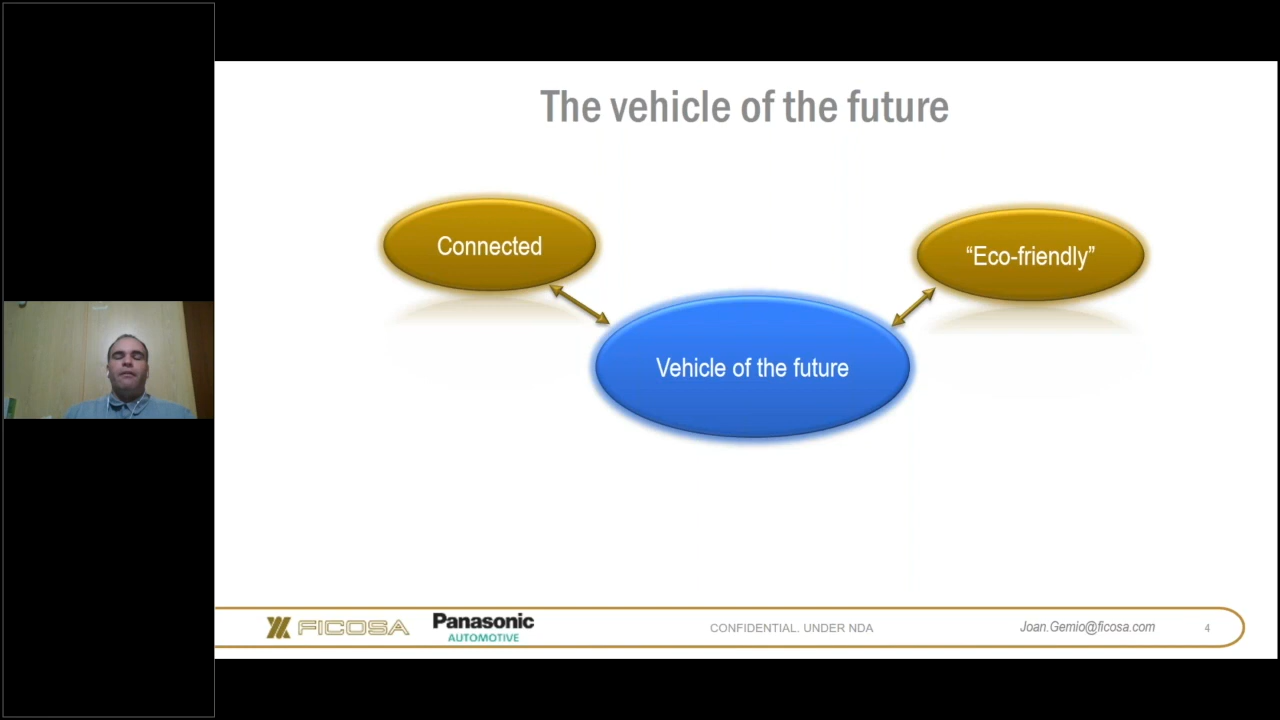 The vehicle of the future
Connected
“Eco-friendly”
Vehicle of the future
FICOSA
Panasonic
AUTOMOTIVE
CONFIDENTIAL. UNDER NDA
Joan.Gemio@ficosa.com
4